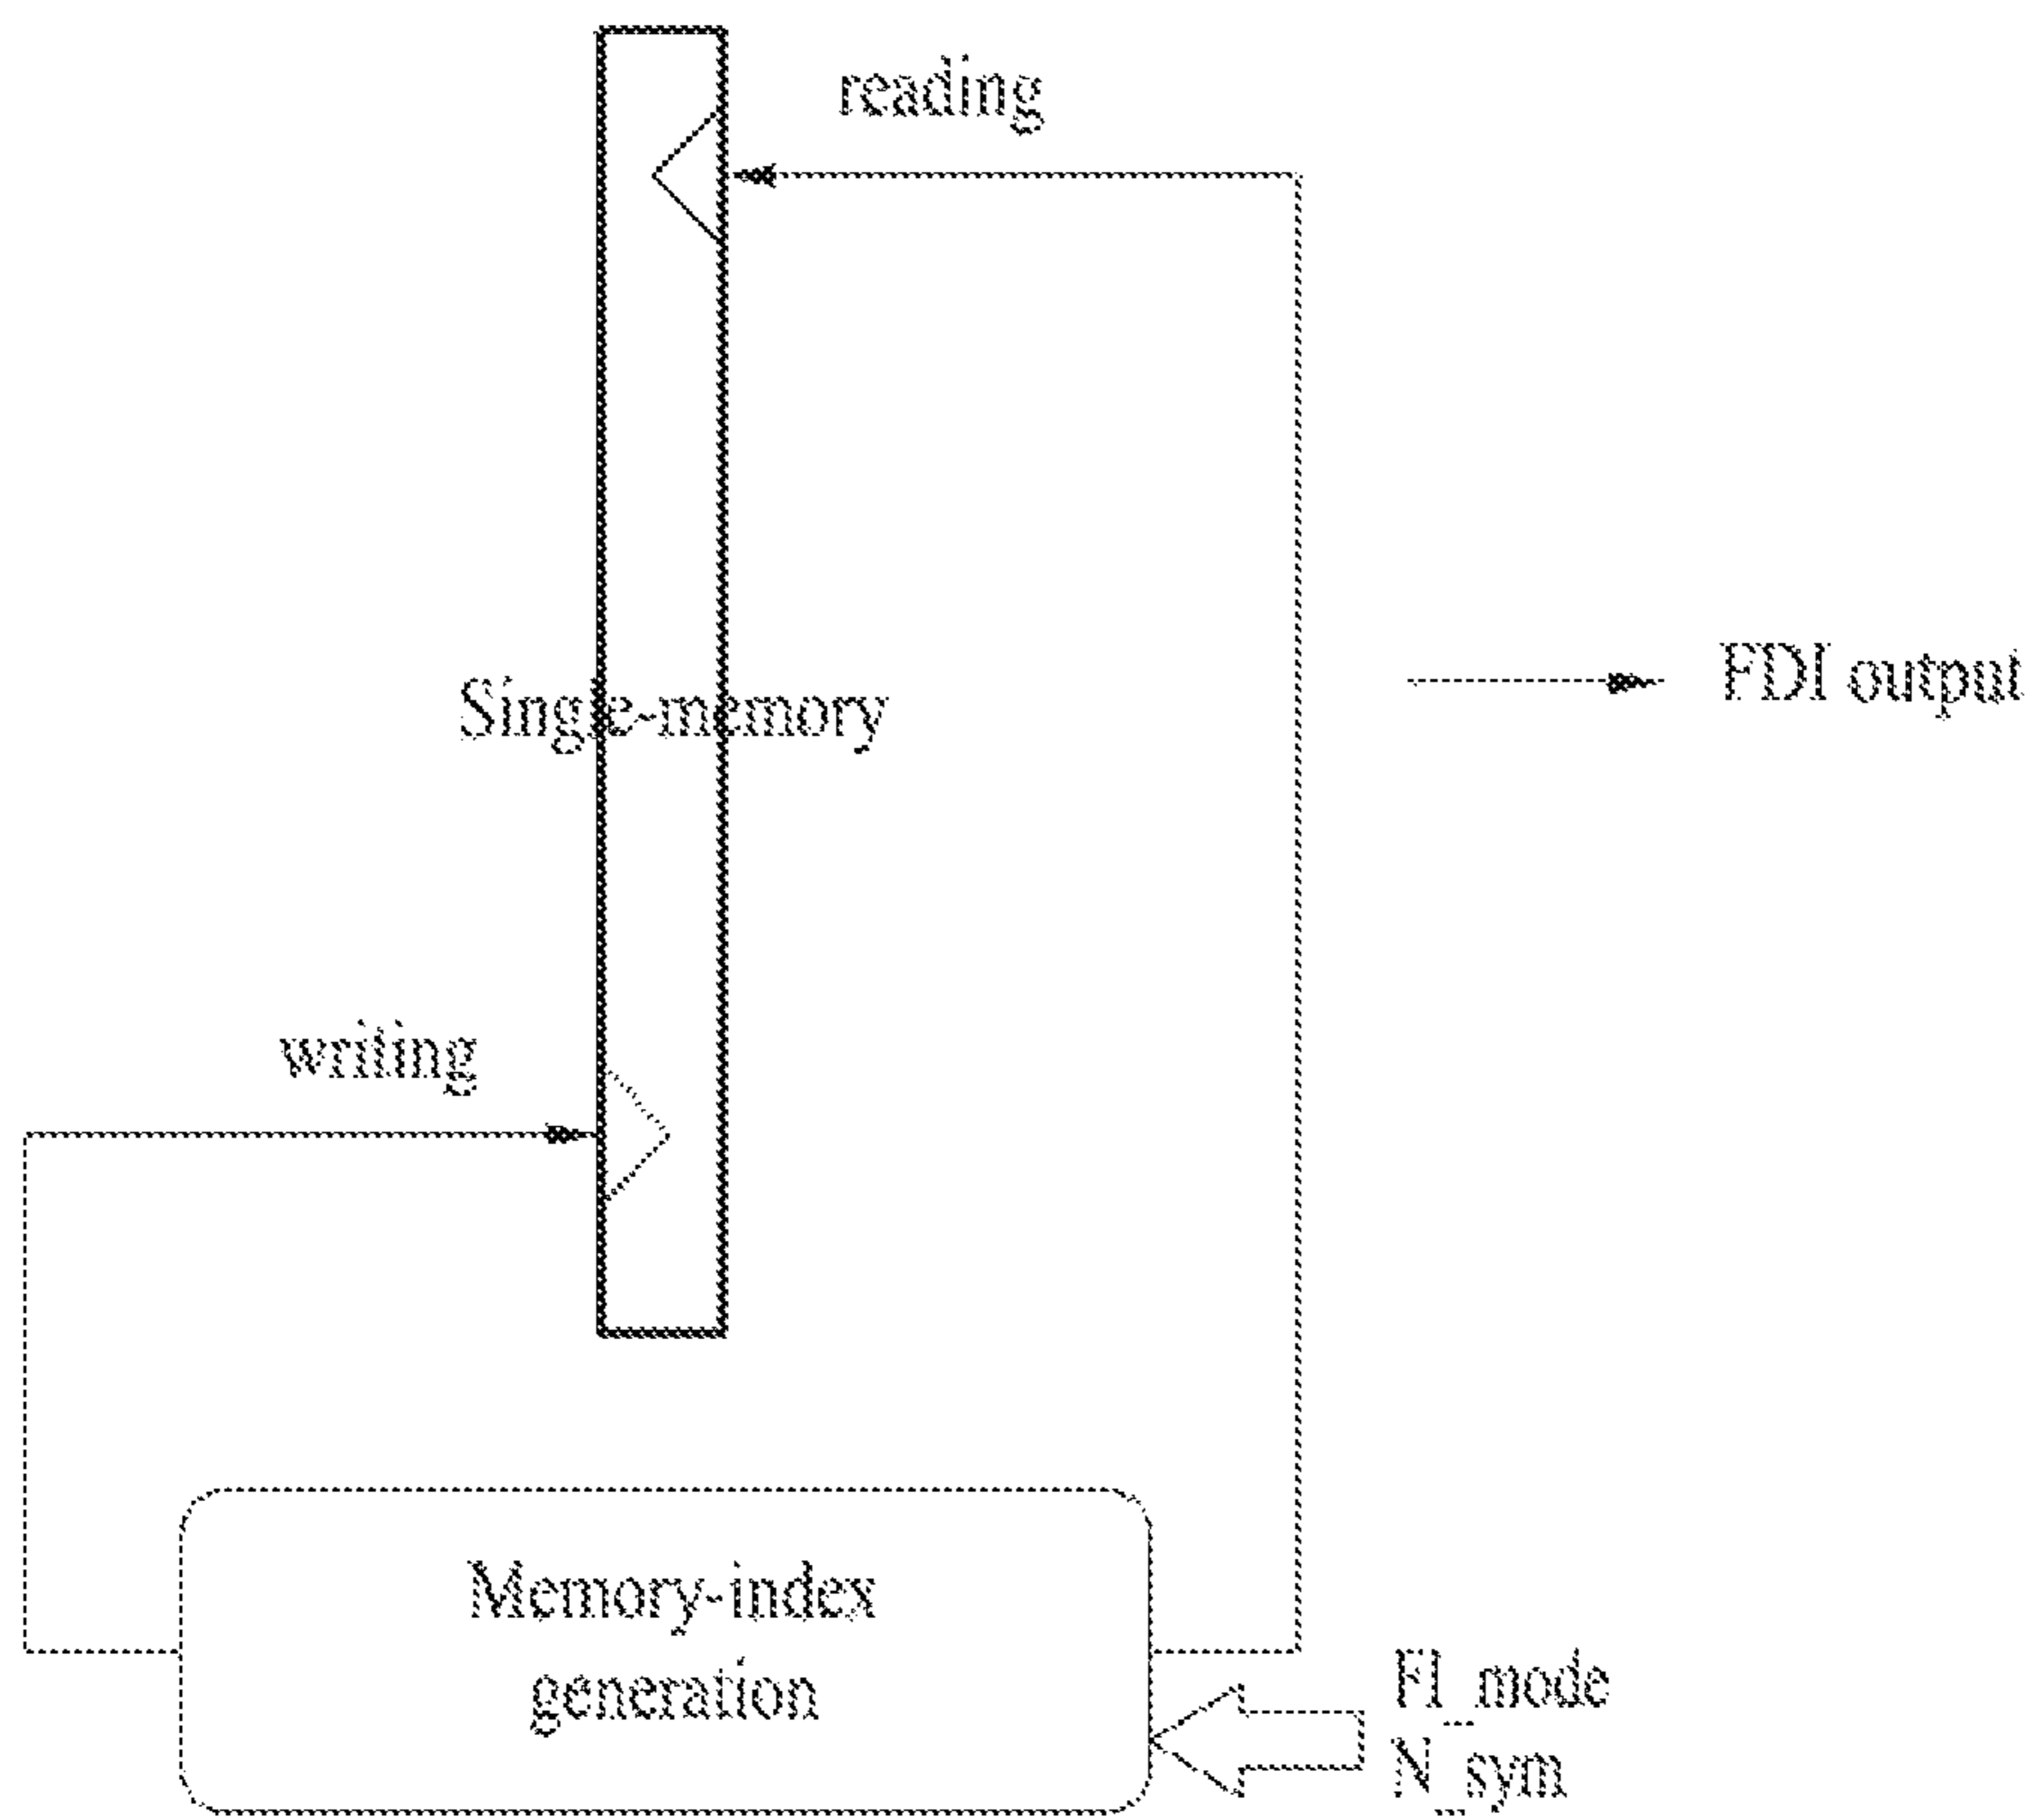 reading
FDI output
Single-memory
writing
Memory-index
generation
FI_mode
N_sym